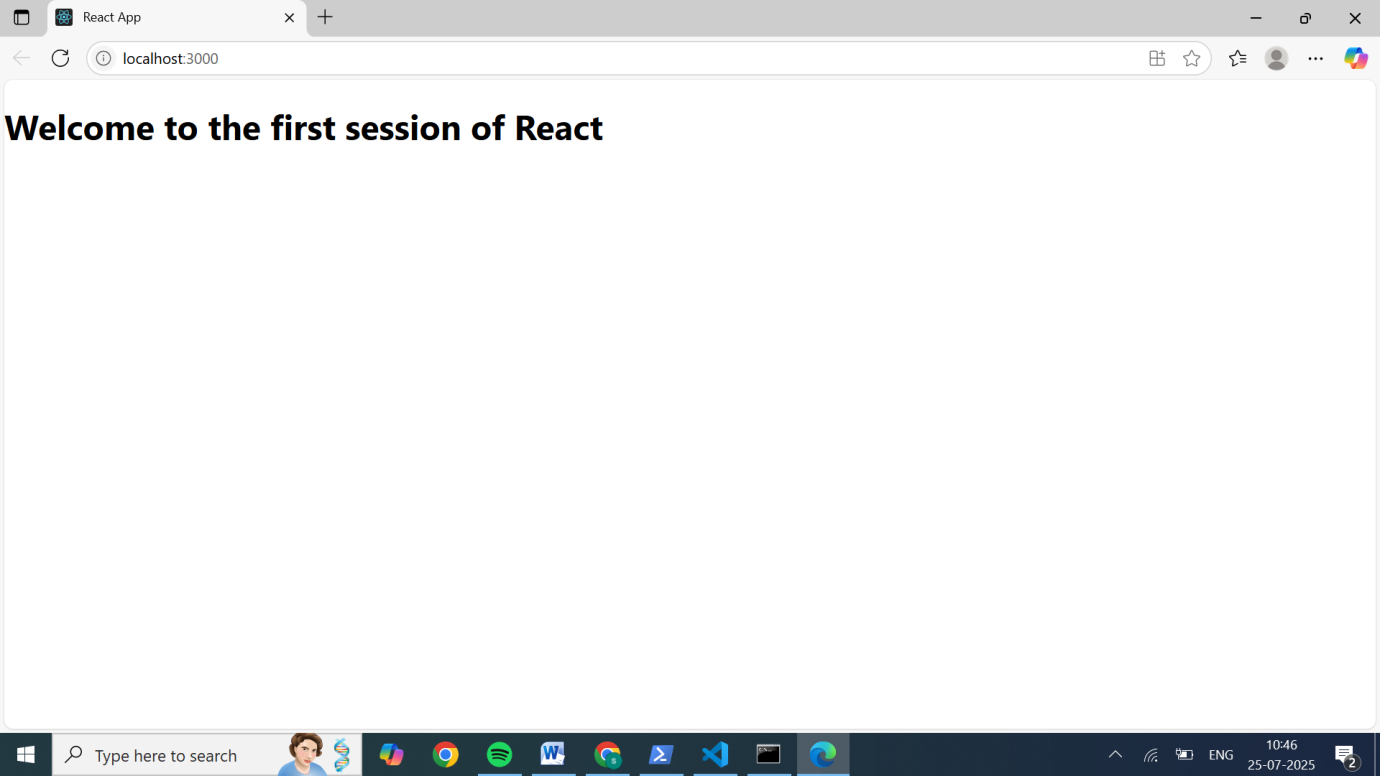 React App
localhost:3000
Welcome to the first session of React
Type here to search
ENG
10:46
25-07-2025
2